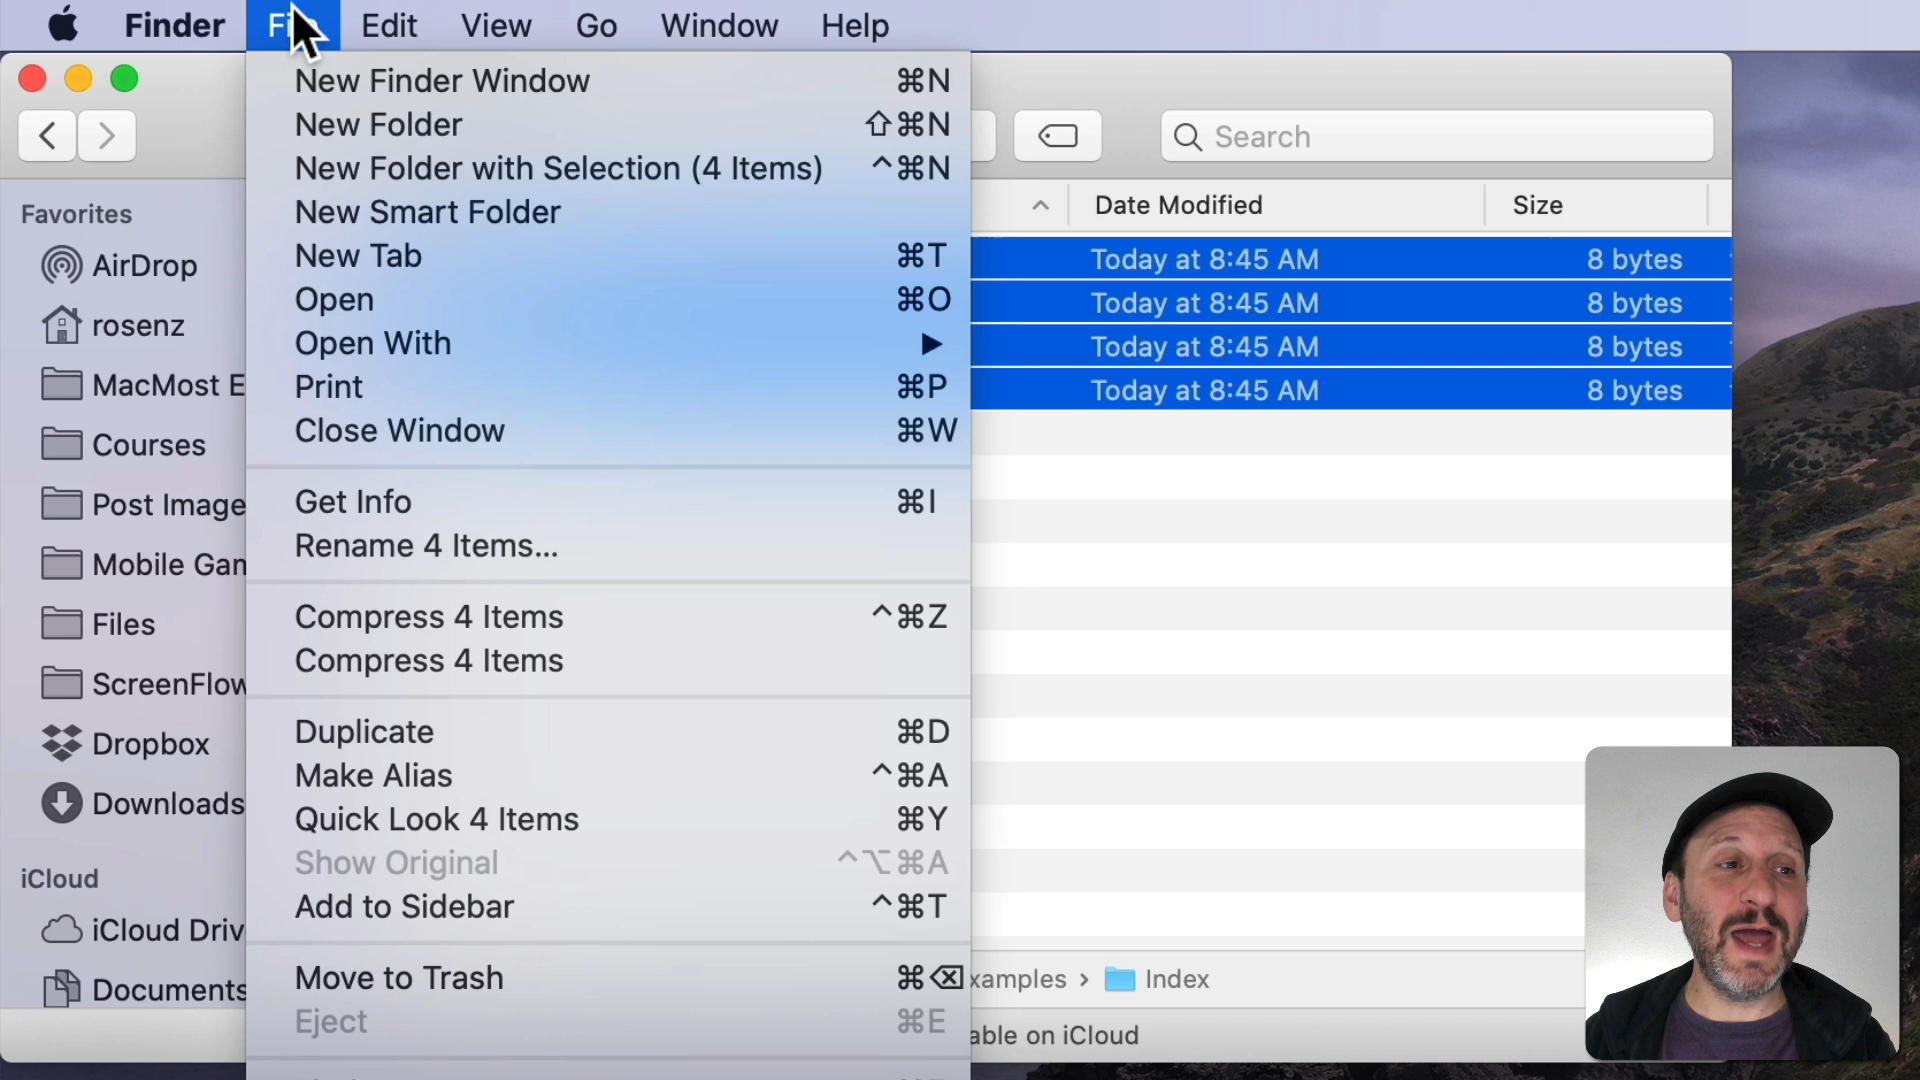 Finder Edit View Go Window Help
New Finder Window ⌘N
New Folder ⇧⌘N
New Folder with Selection (4 Items) ^⌘N
New Smart Folder
New Tab ⌘T
Open ⌘O
Open With ▶
Print ⌘P
Close Window ⌘W
Get Info ⌘I
Rename 4 Items...
Compress 4 Items ^⌘Z
Compress 4 Items
Duplicate ⌘D
Make Alias ^⌘A
Quick Look 4 Items ⌘Y
Show Original ^⌥⌘A
Add to Sidebar ^⌘T
Move to Trash ⌘⌫
Eject ⌘E
Favorites
AirDrop
rosenz
MacMost E
Courses
Post Image
Mobile Gam
Files
ScreenFlow
Dropbox
Downloads
iCloud
iCloud Driv
Documents
Search
Date Modified Size
Today at 8:45 AM 8 bytes
Today at 8:45 AM 8 bytes
Today at 8:45 AM 8 bytes
Today at 8:45 AM 8 bytes
xamples › Index
able on iCloud